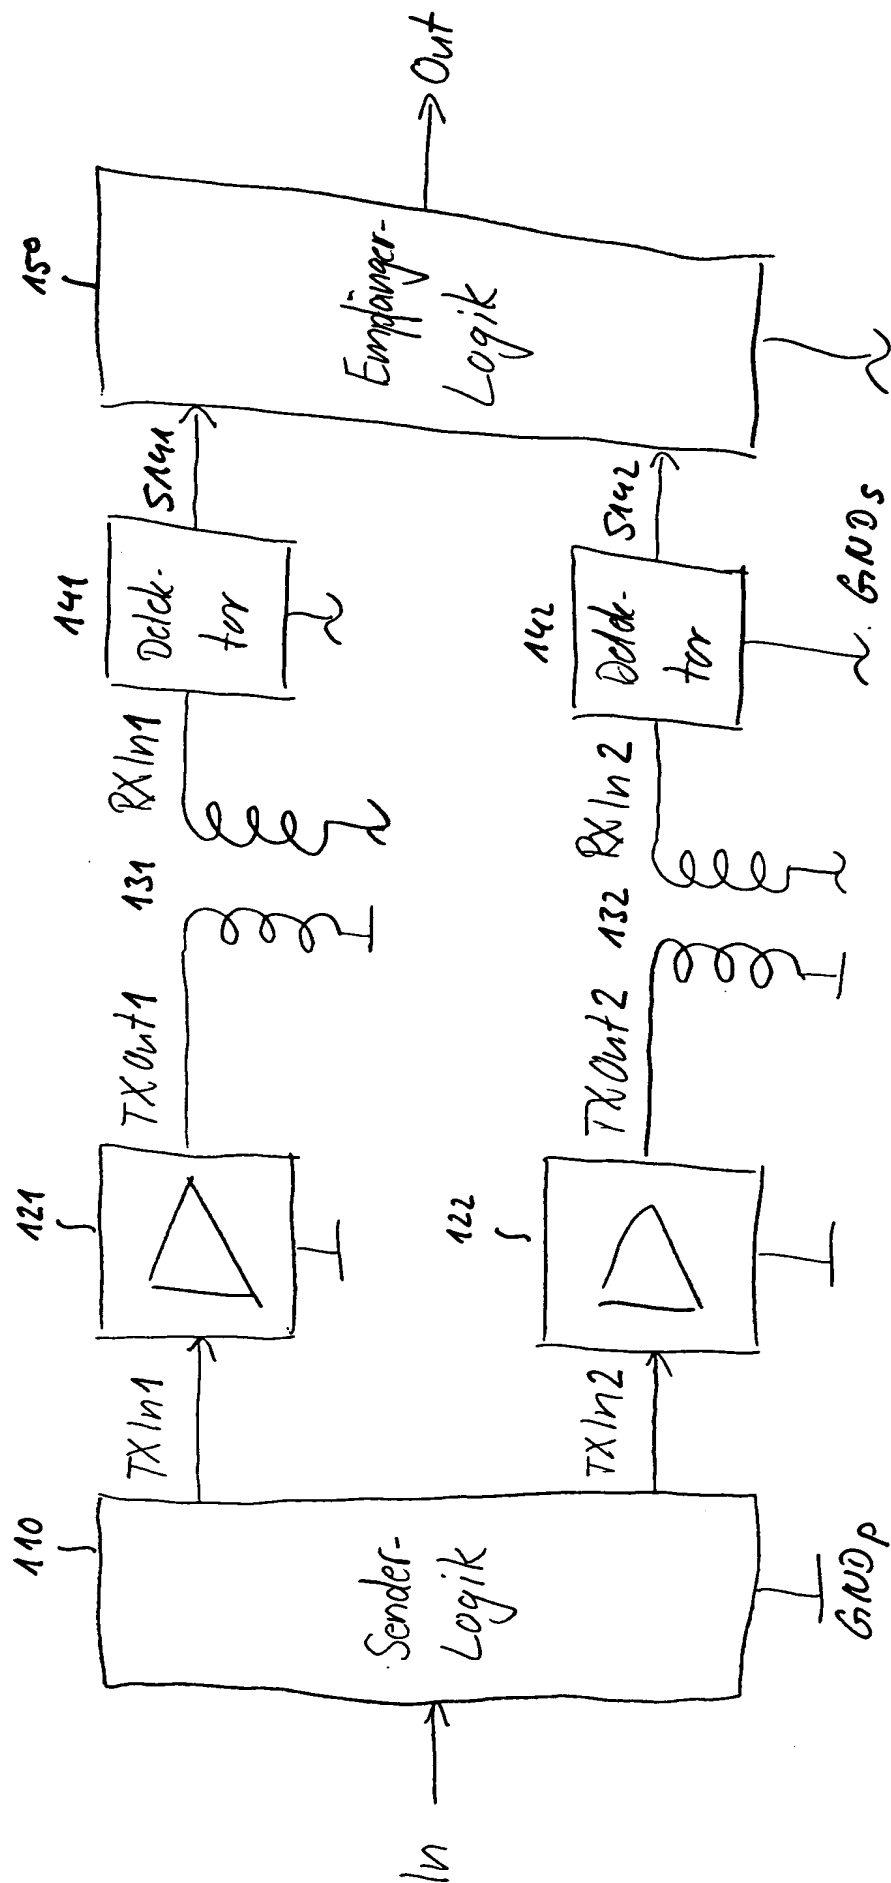 In
110
Sender-
Logik
GNDp
TXIn1
TXIn2
121
122
TXOut1
TXOut2
131
132
RXIn1
RXIn2
141
Detek-
tor
142
Detek-
tor
GNDs
S141
S142
150
Empfänger-
Logik
Out